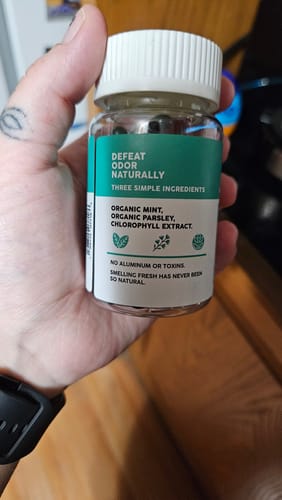 DEFEAT
ODOR
NATURALLY
THREE SIMPLE INGREDIENTS
ORGANIC MINT,
ORGANIC PARSLEY,
CHLOROPHYLL EXTRACT.
NO ALUMINUM OR TOXINS.
SMELLING FRESH HAS NEVER BEEN
SO NATURAL.